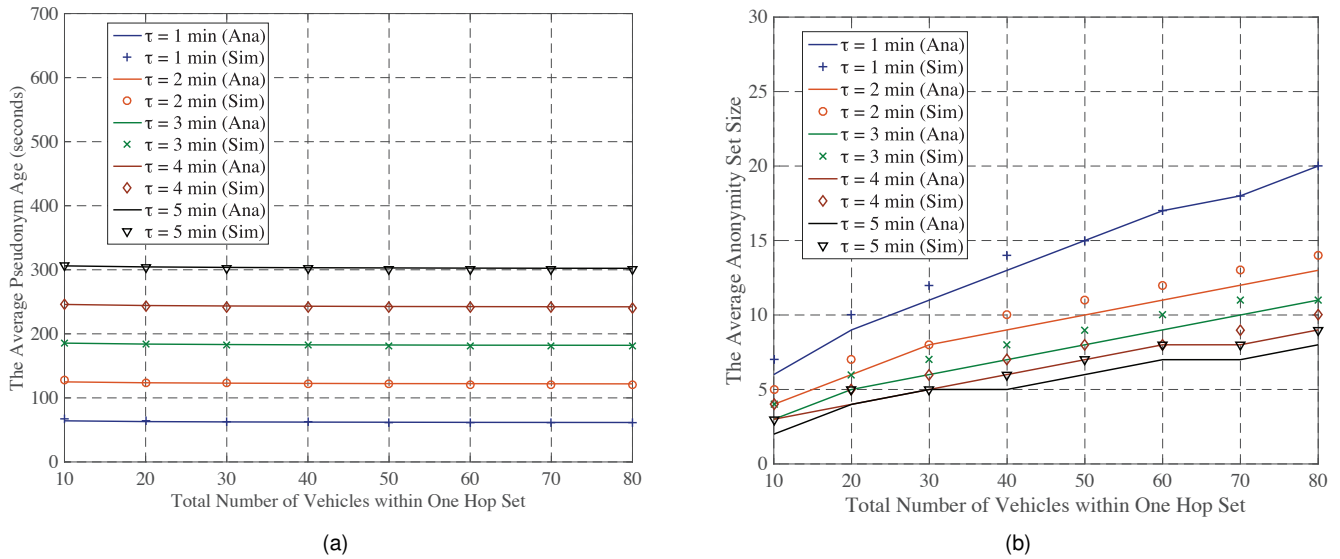 The Average Pseudonym Age (seconds)
700
600
500
400
300
200
100
0
τ = 1 min (Ana)
τ = 1 min (Sim)
τ = 2 min (Ana)
τ = 2 min (Sim)
τ = 3 min (Ana)
τ = 3 min (Sim)
τ = 4 min (Ana)
τ = 4 min (Sim)
τ = 5 min (Ana)
τ = 5 min (Sim)
10 20 30 40 50 60 70 80
Total Number of Vehicles within One Hop Set
(a)
The Average Anonymity Set Size
30
25
20
15
10
5
0
τ = 1 min (Ana)
τ = 1 min (Sim)
τ = 2 min (Ana)
τ = 2 min (Sim)
τ = 3 min (Ana)
τ = 3 min (Sim)
τ = 4 min (Ana)
τ = 4 min (Sim)
τ = 5 min (Ana)
τ = 5 min (Sim)
10 20 30 40 50 60 70 80
Total Number of Vehicles within One Hop Set
(b)